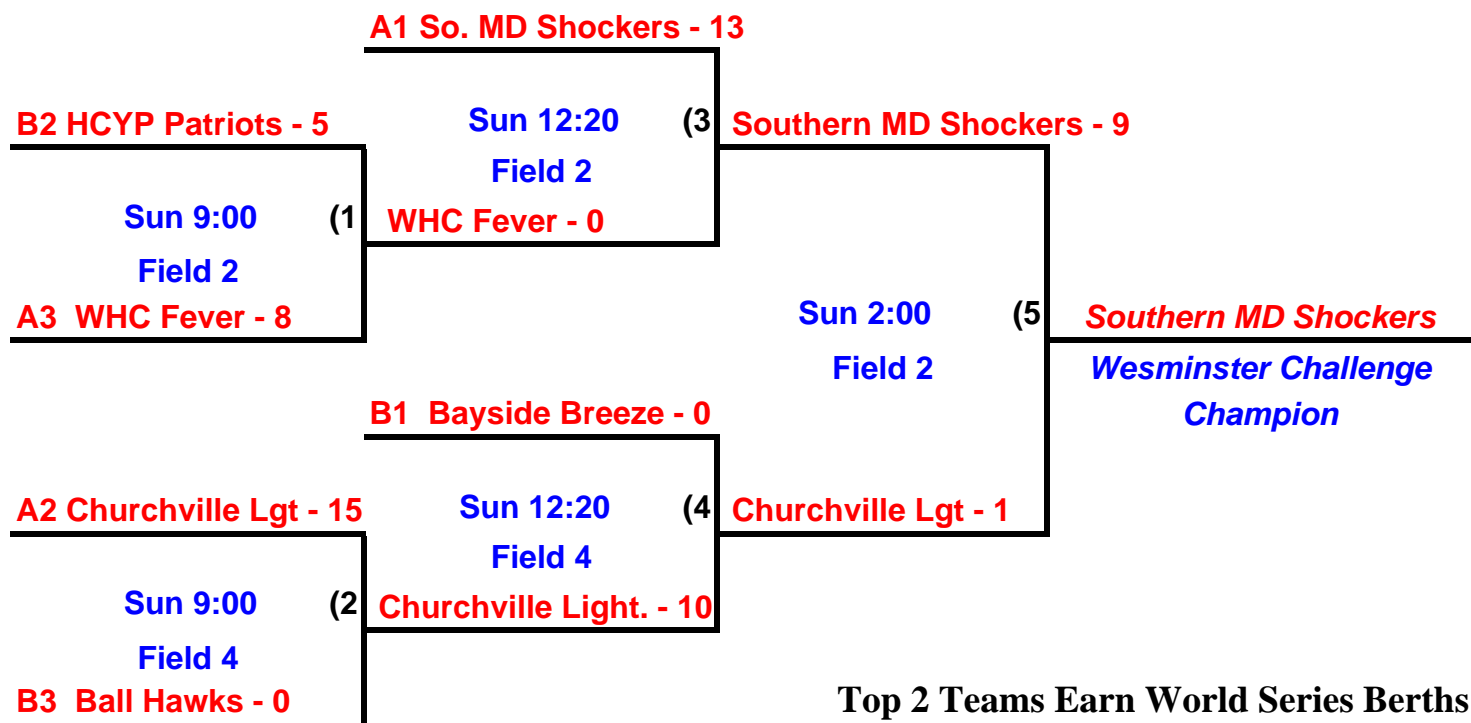 A1 So. MD Shockers - 13
B2 HCYP Patriots - 5
Sun 12:20 (3
Southern MD Shockers - 9
Field 2
Sun 9:00 (1
WHC Fever - 0
Field 2
A3 WHC Fever - 8
Sun 2:00 (5
Southern MD Shockers
Field 2
Wesminster Challenge
Champion
B1 Bayside Breeze - 0
A2 Churchville Lgt - 15
Sun 12:20 (4
Churchville Lgt - 1
Field 4
Sun 9:00 (2
Churchville Light. - 10
Field 4
B3 Ball Hawks - 0
Top 2 Teams Earn World Series Berths